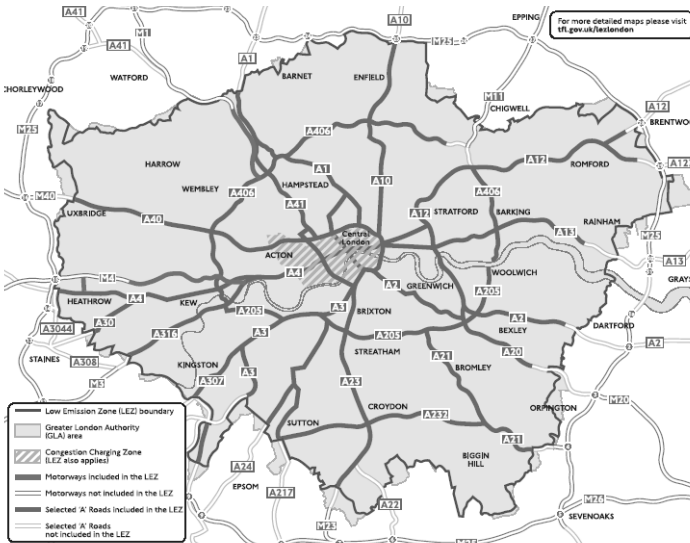 A41
A10
EPPING
For more detailed maps please visit
tfl.gov.uk/lezlondon
M1
A41
M25
A1
WATFORD
BARNET
ENFIELD
M11
CHIGWELL
CHORLEYWOOD
A12
BRENTWO
M25
A406
HARROW
A12
ROMFORD
A12
WEMBLEY
A1
HAMPSTEAD
A10
A406
M40
A406
A41
STRATFORD
BARKING
UXBRIDGE
A40
A12
RAINHAM
A13
Central
London
M25
ACTON
A13
M4
A4
WOOLWICH
GRAYS
HEATHROW
A4
KEW
A2
GREENWICH
A205
A30
A205
A3
A3
BRIXTON
A2
A3044
A316
A205
BEXLEY
DARTFORD
STAINES
STREATHAM
A21
A20
A2
A308
KINGSTON
M3
A3
BROMLEY
A307
A23
M20
CROYDON
ORPINGTON
SUTTON
A232
A21
BIGGIN
HILL
A24
EPSOM
A217
A22
M26
M23
M25
SEVENOAKS
Low Emission Zone (LEZ) boundary
Greater London Authority
(GLA) area
Congestion Charging Zone
(LEZ also applies)
Motorways included in the LEZ
Motorways not included in the LEZ
Selected 'A' Roads included in the LEZ
Selected 'A' Roads
not included in the LEZ